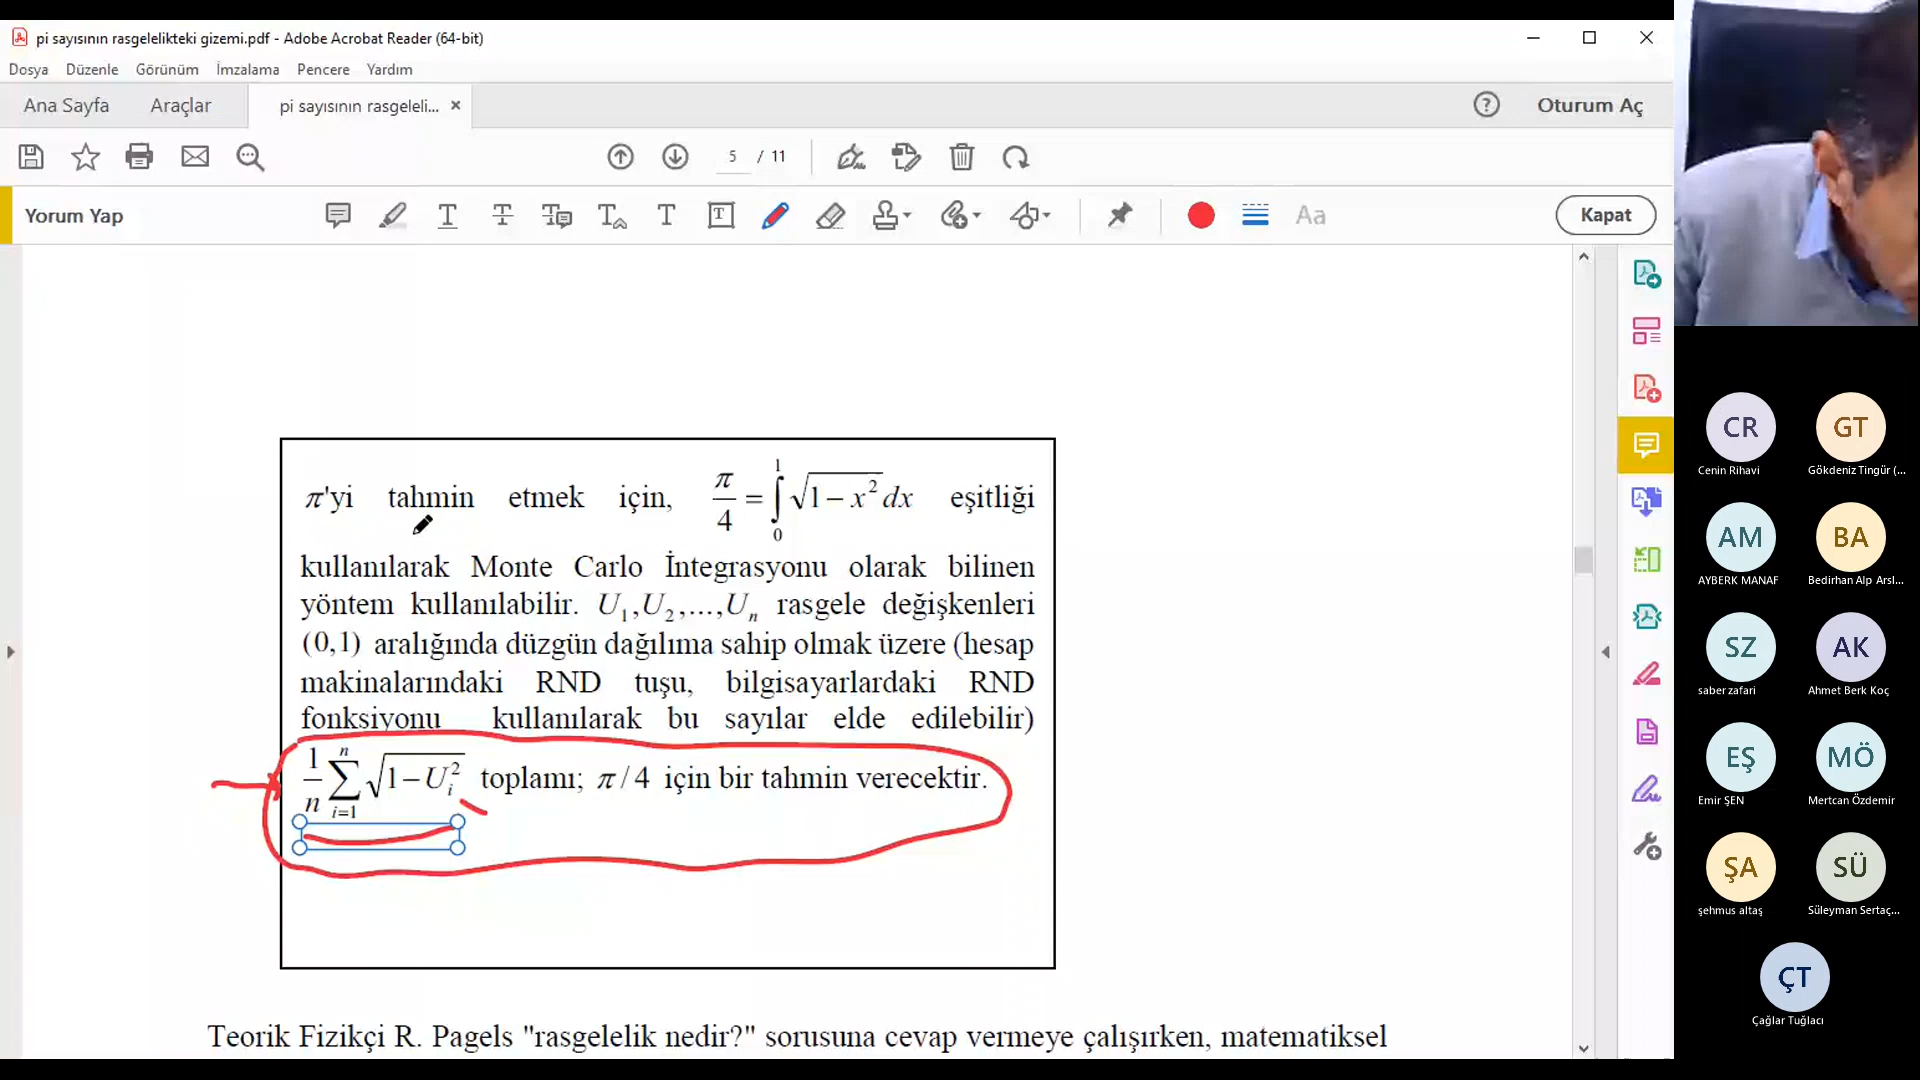 pi sayısının rasgelelikteki gizemi.pdf - Adobe Acrobat Reader (64-bit)
Dosya Düzenle Görünüm İmzalama Pencere Yardım
Ana Sayfa Araçlar pi sayısının rasgeleli... × Oturum Aç
5 / 11
Yorum Yap Aa Kapat
π'yi tahmin etmek için, π/4 = ∫₀¹ √(1 − x²) dx eşitliği
kullanılarak Monte Carlo İntegrasyonu olarak bilinen
yöntem kullanılabilir. U₁,U₂,...,Uₙ rasgele değişkenleri
(0,1) aralığında düzgün dağılıma sahip olmak üzere (hesap
makinalarındaki RND tuşu, bilgisayarlardaki RND
fonksiyonu kullanılarak bu sayılar elde edilebilir)
1/n ∑ᵢ₌₁ⁿ √(1 − Uᵢ²) toplamı; π/4 için bir tahmin verecektir.
Teorik Fizikçi R. Pagels "rasgelelik nedir?" sorusuna cevap vermeye çalışırken, matematiksel
CR GT
Cenin Rihavi Gökdeniz Tingür (...
AM BA
AYBERK MANAF Bedirhan Alp Arsl...
SZ AK
saber zafari Ahmet Berk Koç
EŞ MÖ
Emir ŞEN Mertcan Özdemir
ŞA SÜ
şehmus altaş Süleyman Sertaç...
ÇT
Çağlar Tuğlacı